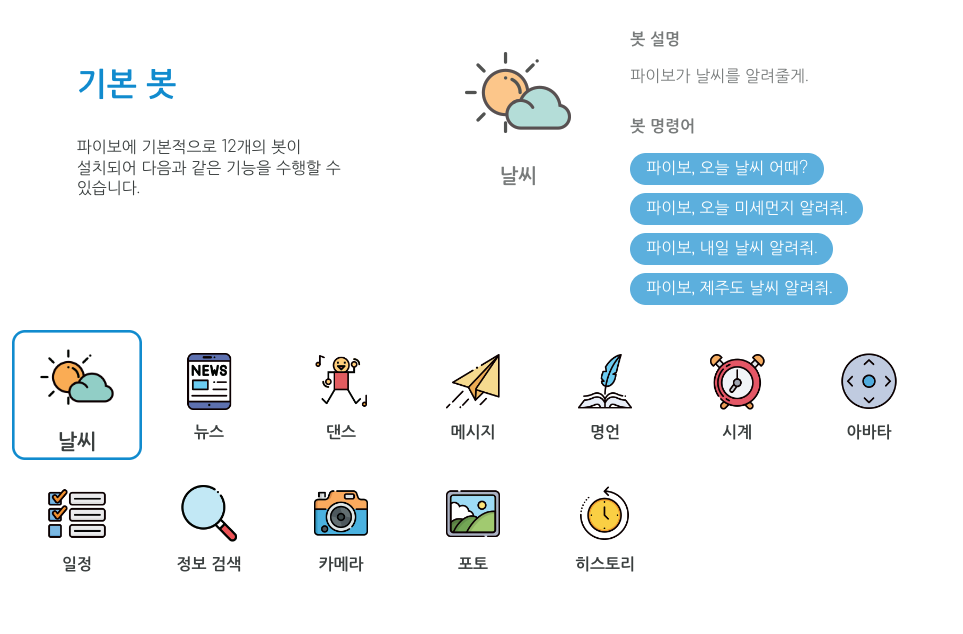 기본 봇
파이보에 기본적으로 12개의 봇이
설치되어 다음과 같은 기능을 수행할 수
있습니다.
날씨
봇 설명
파이보가 날씨를 알려줄게.
봇 명령어
파이보, 오늘 날씨 어때?
파이보, 오늘 미세먼지 알려줘.
파이보, 내일 날씨 알려줘.
파이보, 제주도 날씨 알려줘.
NEWS
날씨
뉴스
댄스
메시지
명언
시계
아바타
일정
정보 검색
카메라
포토
히스토리